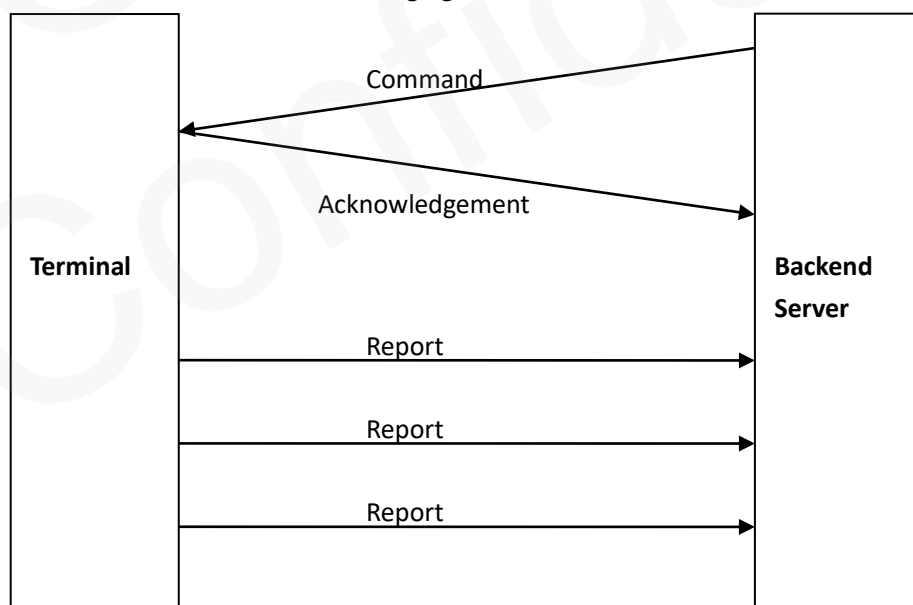 Command
Acknowledgement
Terminal
Backend
Server
Report
Report
Report